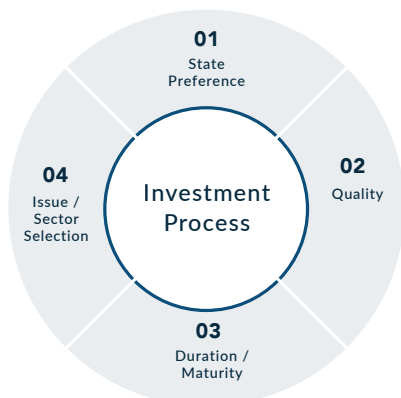 01
State
Preference
02
Quality
03
Duration /
Maturity
04
Issue /
Sector
Selection
Investment
Process